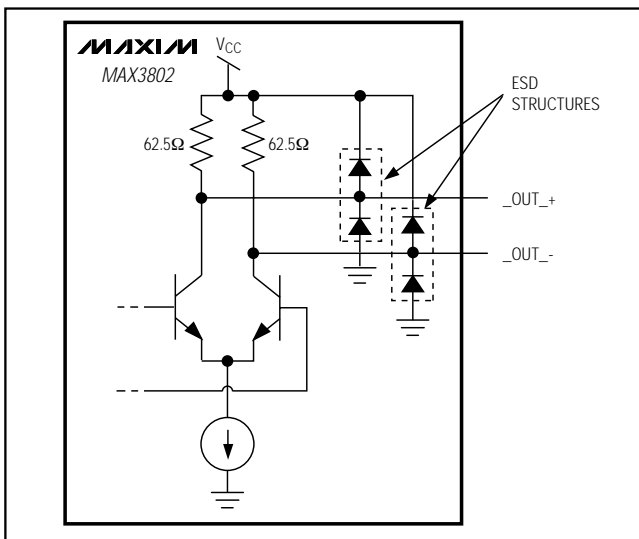 MAXIM
MAX3802
VCC
ESD
STRUCTURES
62.5Ω
62.5Ω
_OUT_+
_OUT_-